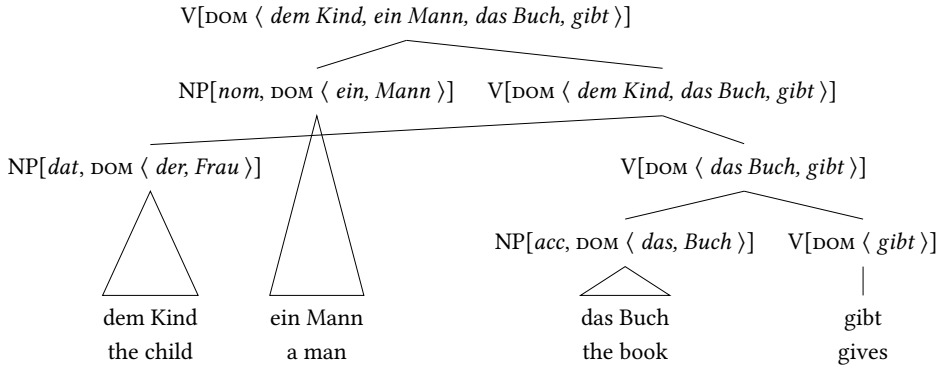 V[DOM ⟨ dem Kind, ein Mann, das Buch, gibt ⟩]
NP[nom, DOM ⟨ ein, Mann ⟩] V[DOM ⟨ dem Kind, das Buch, gibt ⟩]
NP[dat, DOM ⟨ der, Frau ⟩] V[DOM ⟨ das Buch, gibt ⟩]
NP[acc, DOM ⟨ das, Buch ⟩] V[DOM ⟨ gibt ⟩]
dem Kind ein Mann das Buch gibt
the child a man the book gives